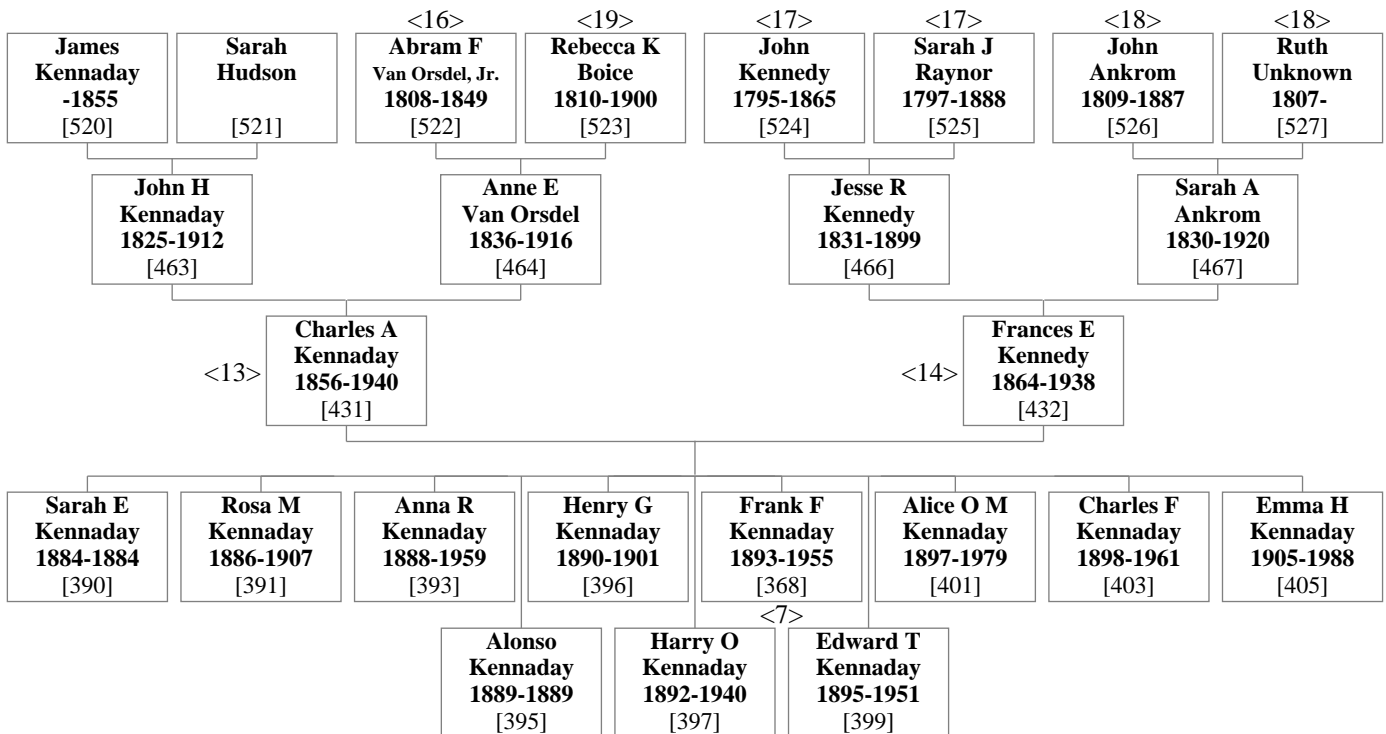 <16>
<19>
<17>
<17>
<18>
<18>
James
Kennaday
-1855
[520]
Sarah
Hudson
[521]
Abram F
Van Orsdel, Jr.
1808-1849
[522]
Rebecca K
Boice
1810-1900
[523]
John
Kennedy
1795-1865
[524]
Sarah J
Raynor
1797-1888
[525]
John
Ankrom
1809-1887
[526]
Ruth
Unknown
1807-
[527]
John H
Kennaday
1825-1912
[463]
Anne E
Van Orsdel
1836-1916
[464]
Jesse R
Kennedy
1831-1899
[466]
Sarah A
Ankrom
1830-1920
[467]
<13>
Charles A
Kennaday
1856-1940
[431]
<14>
Frances E
Kennedy
1864-1938
[432]
Sarah E
Kennaday
1884-1884
[390]
Rosa M
Kennaday
1886-1907
[391]
Anna R
Kennaday
1888-1959
[393]
Henry G
Kennaday
1890-1901
[396]
Frank F
Kennaday
1893-1955
[368]
<7>
Alice O M
Kennaday
1897-1979
[401]
Charles F
Kennaday
1898-1961
[403]
Emma H
Kennaday
1905-1988
[405]
Alonso
Kennaday
1889-1889
[395]
Harry O
Kennaday
1892-1940
[397]
Edward T
Kennaday
1895-1951
[399]